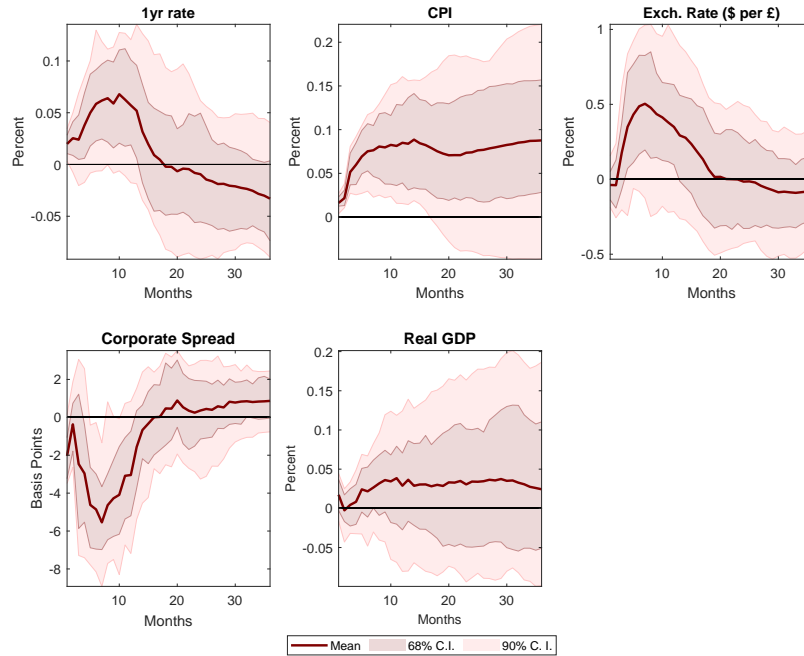 1yr rate
0.1
0.05
0
-0.05
Percent
10 20 30
Months
CPI
0.2
0.15
0.1
0.05
0
Percent
10 20 30
Months
Exch. Rate ($ per £)
1
0.5
0
-0.5
Percent
10 20 30
Months
Corporate Spread
2
0
-2
-4
-6
-8
Basis Points
10 20 30
Months
Real GDP
0.2
0.15
0.1
0.05
0
-0.05
Percent
10 20 30
Months
Mean 68% C.I. 90% C. I.